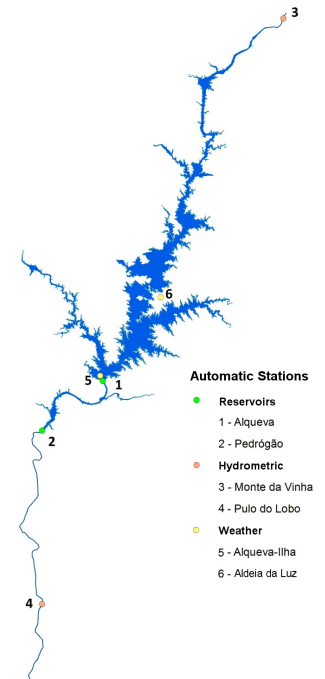 3
6
5
1
2
4
Automatic Stations
Reservoirs
1 - Alqueva
2 - Pedrógão
Hydrometric
3 - Monte da Vinha
4 - Pulo do Lobo
Weather
5 - Alqueva-Ilha
6 - Aldeia da Luz